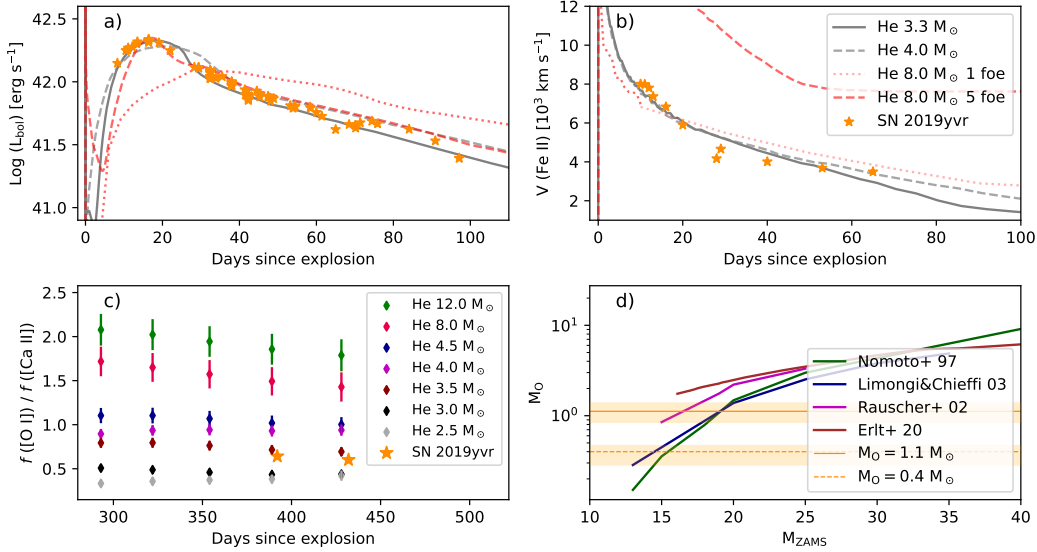 a)
Log (L_bol) [erg s⁻¹]
42.5
42.0
41.5
41.0
0 20 40 60 80 100
Days since explosion
b)
V (Fe II) [10³ km s⁻¹]
12
10
8
6
4
2
0 20 40 60 80 100
Days since explosion
He 3.3 M⊙
He 4.0 M⊙
He 8.0 M⊙ 1 foe
He 8.0 M⊙ 5 foe
SN 2019yvr
c)
f ([O I]) / f ([Ca II])
2.5
2.0
1.5
1.0
0.5
300 350 400 450 500
Days since explosion
He 12.0 M⊙
He 8.0 M⊙
He 4.5 M⊙
He 4.0 M⊙
He 3.5 M⊙
He 3.0 M⊙
He 2.5 M⊙
SN 2019yvr
d)
M_O
10¹
10⁰
10 15 20 25 30 35 40
M_ZAMS
Nomoto+ 97
Limongi&Chieffi 03
Rauscher+ 02
Erlt+ 20
M_O = 1.1 M⊙
M_O = 0.4 M⊙